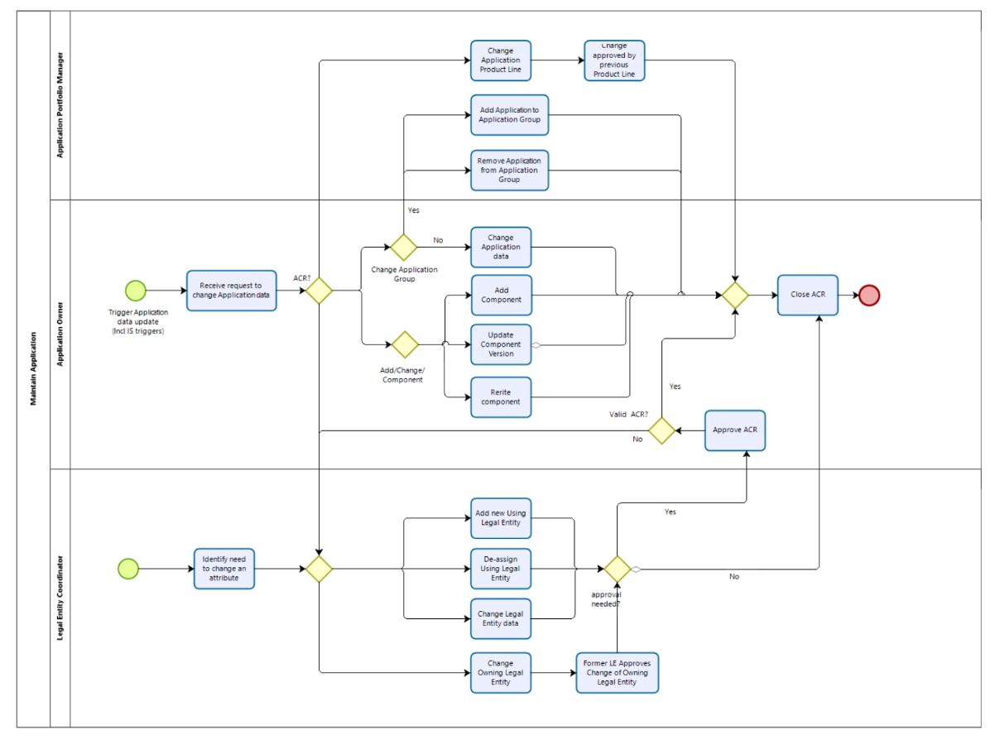 Maintain Application
Application Portfolio Manager
Change
Application
Product Line
Change
approved by
previous
Product Line
Add Application to
Application Group
Remove Application
from Application
Group
Application Owner
Trigger Application
data update
(Incl IS triggers)
Receive request to
change Application data
ACR?
Yes
No
Change Application
Group
Change
Application
data
Add
Component
Add/Change/
Component
Update
Component
Version
Rerite
component
Close ACR
Yes
Valid ACR?
No
Approve ACR
Legal Entity Coordinator
Identify need
to change an
attribute
Add new Using
Legal Entity
De-assign
Using Legal
Entity
Change Legal
Entity data
Change
Owning Legal
Entity
Former LE Approves
Change of Owning
Legal Entity
approval
needed?
Yes
No